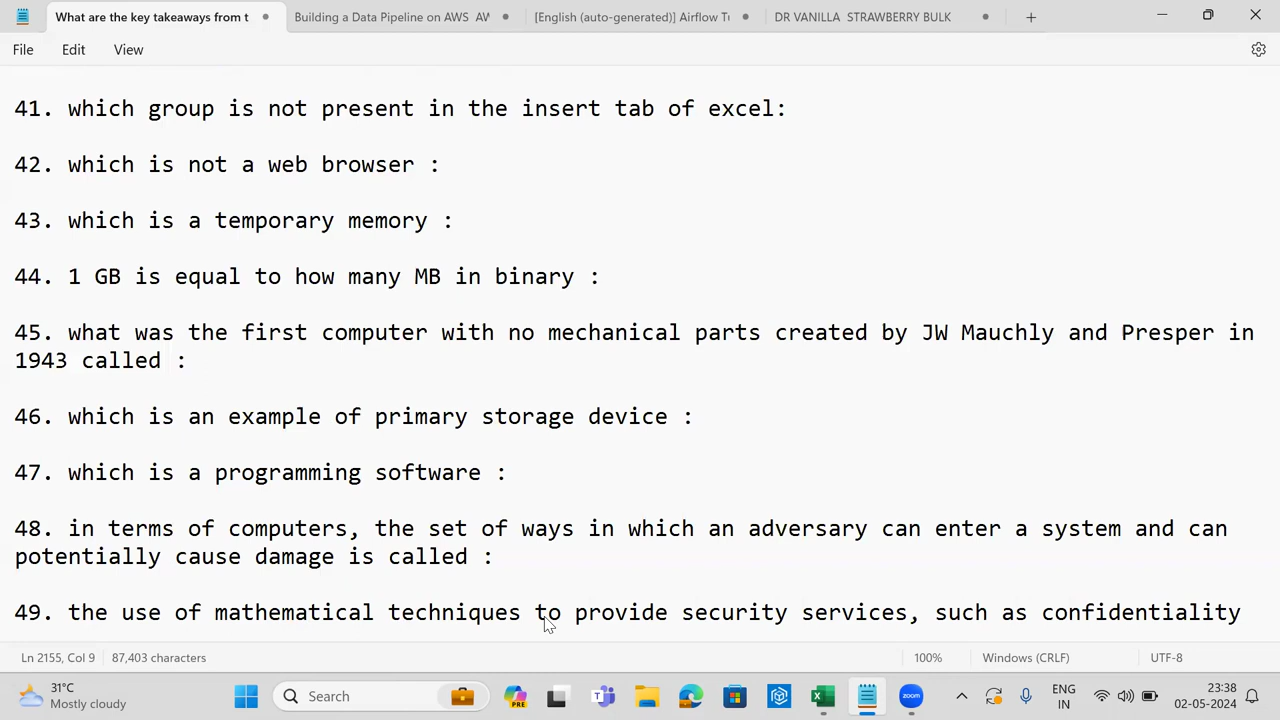 What are the key takeaways from t
Building a Data Pipeline on AWS AW
[English (auto-generated)] Airflow Tu
DR VANILLA STRAWBERRY BULK
File Edit View
41. which group is not present in the insert tab of excel:
42. which is not a web browser :
43. which is a temporary memory :
44. 1 GB is equal to how many MB in binary :
45. what was the first computer with no mechanical parts created by JW Mauchly and Presper in
1943 called :
46. which is an example of primary storage device :
47. which is a programming software :
48. in terms of computers, the set of ways in which an adversary can enter a system and can
potentially cause damage is called :
49. the use of mathematical techniques to provide security services, such as confidentiality
Ln 2155, Col 9 87,403 characters 100% Windows (CRLF) UTF-8
31°C
Mostly cloudy
Search
PRE
zoom
ENG
IN
23:38
02-05-2024